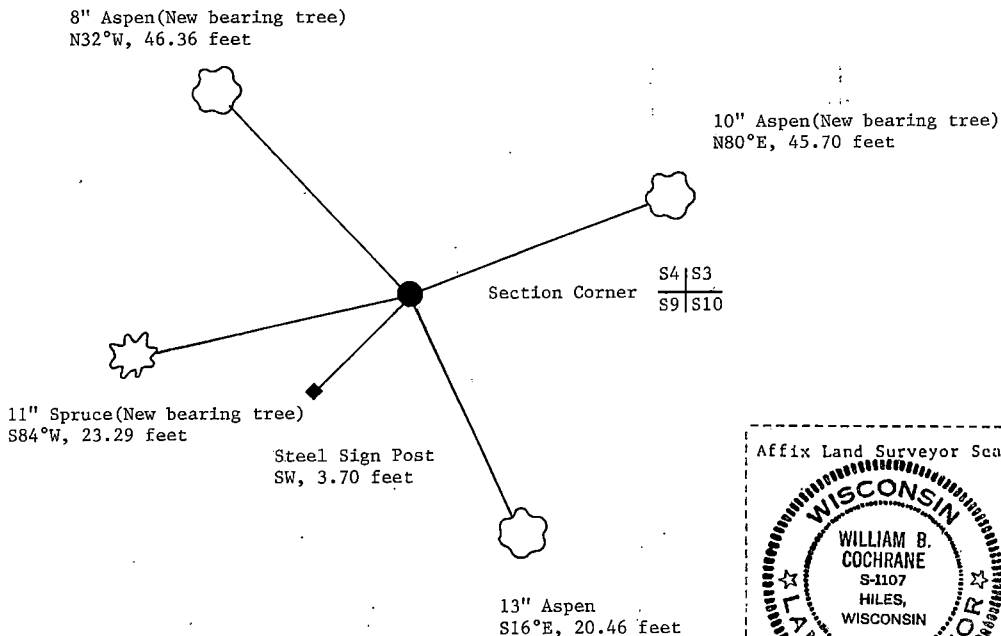 8" Aspen(New bearing tree)
N32°W, 46.36 feet
10" Aspen(New bearing tree)
N80°E, 45.70 feet
Section Corner
S4|S3
S9|S10
11" Spruce(New bearing tree)
S84°W, 23.29 feet
Steel Sign Post
SW, 3.70 feet
13" Aspen
S16°E, 20.46 feet
Affix Land Surveyor Sea
WISCONSIN
WILLIAM B.
COCHRANE
S-1107
HILES,
WISCONSIN